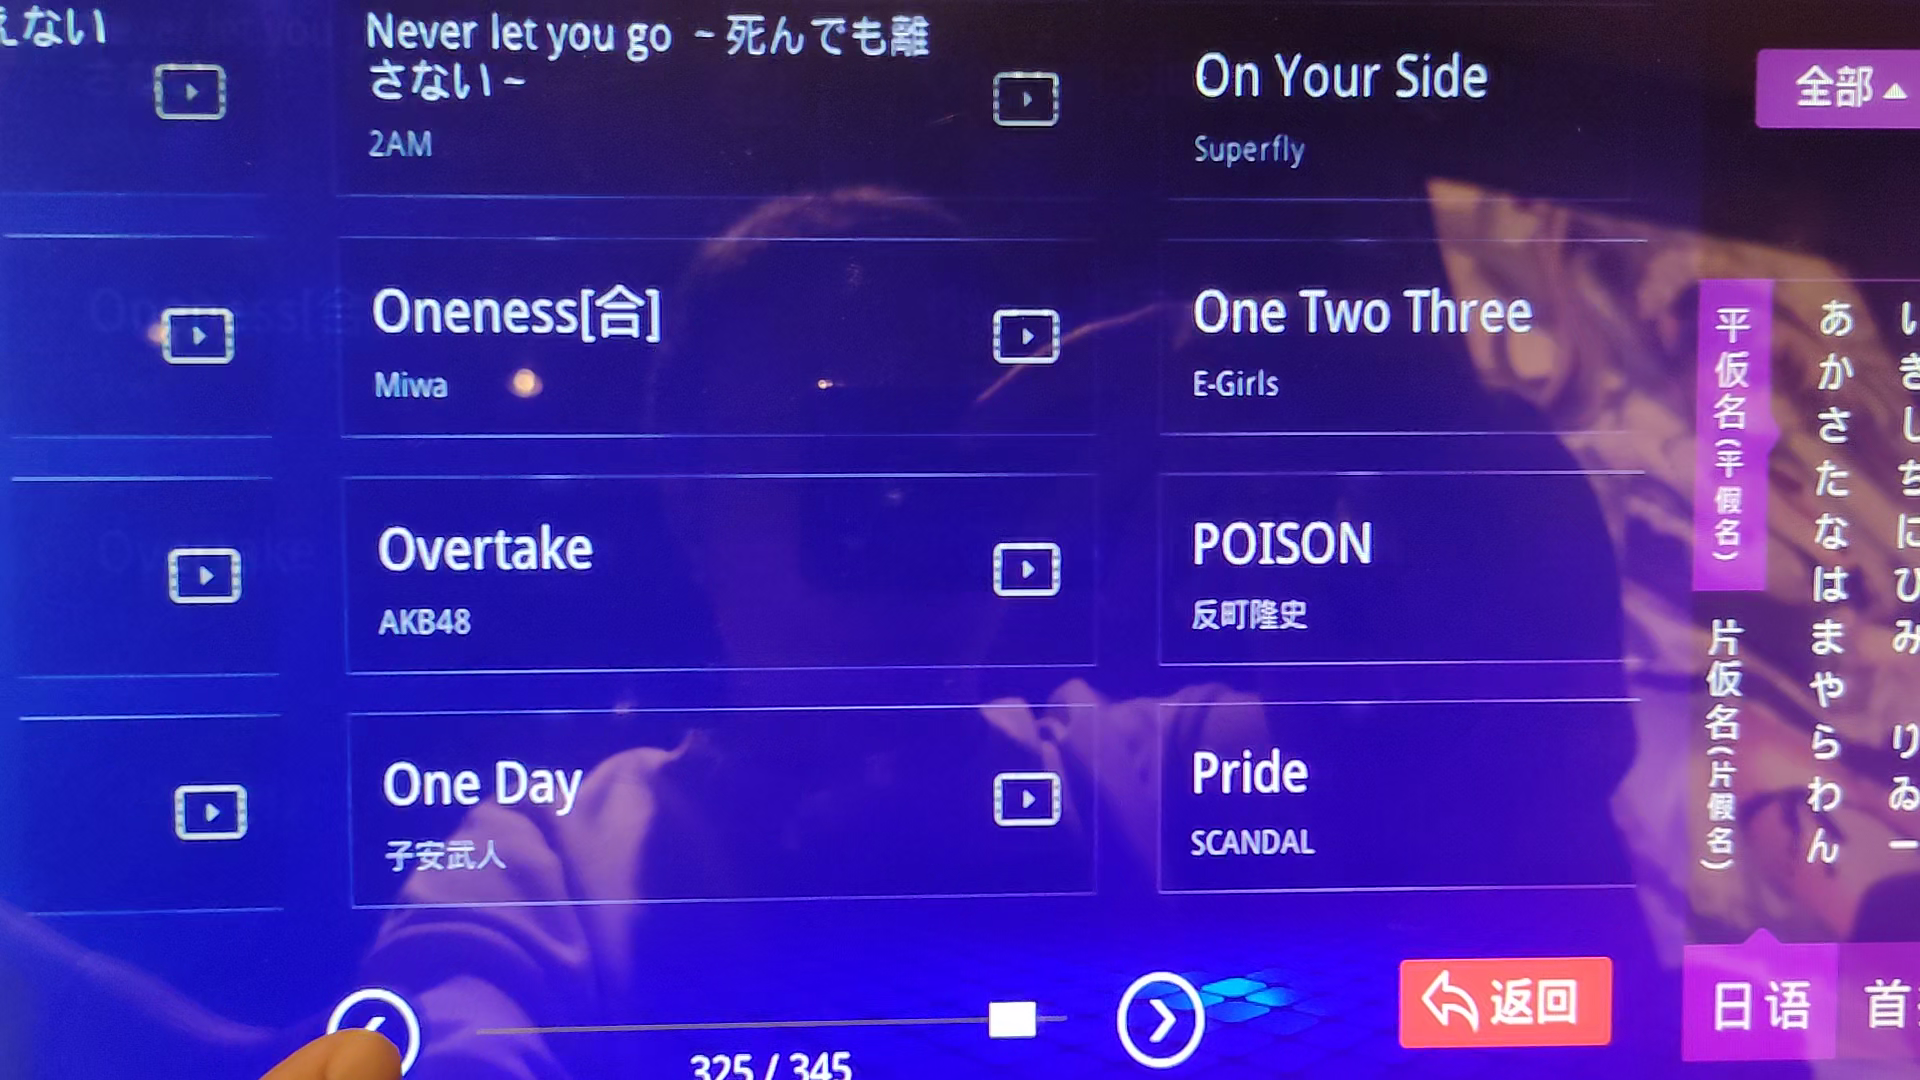 えない
Never let you go ~死んでも離
さない~
2AM
On Your Side
Superfly
全部▲
Oneness[合]
Miwa
One Two Three
E-Girls
Overtake
AKB48
POISON
反町隆史
One Day
子安武人
Pride
SCANDAL
平仮名(平假名)
片仮名(片假名)
あかさたなはまやらわん
いきしちにひみ りゐー
325 / 345
返回
日语
首